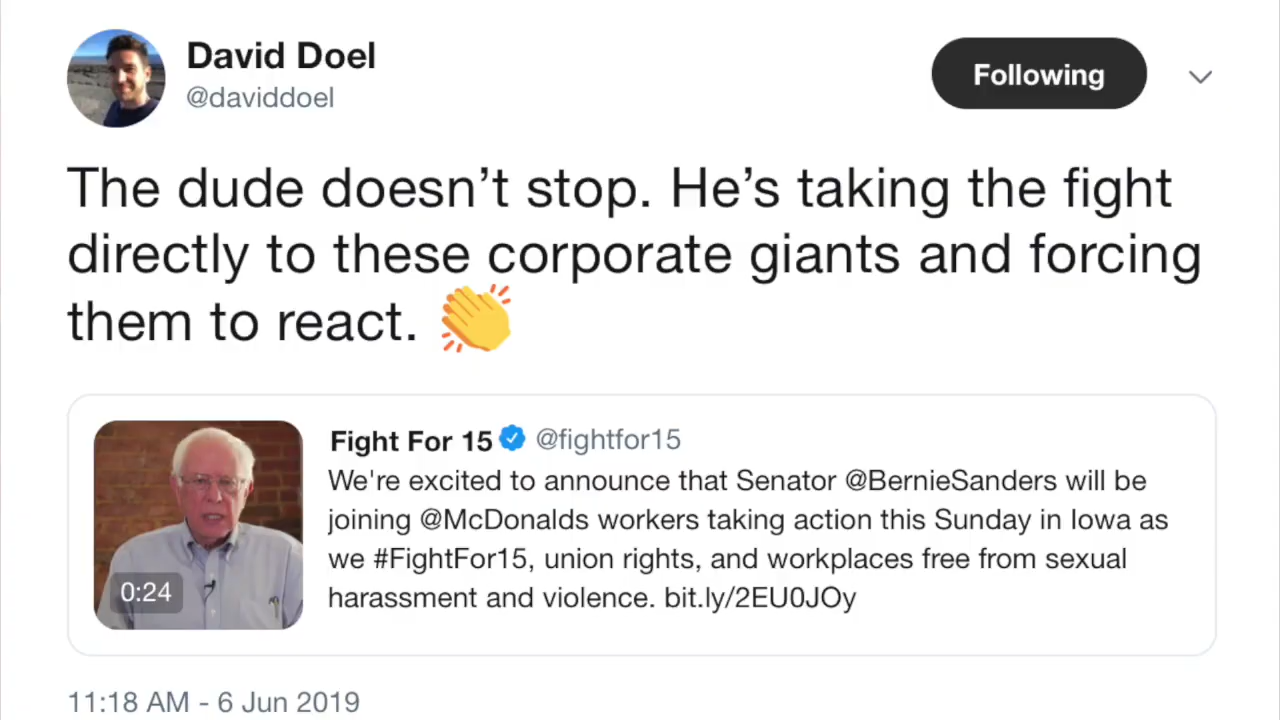 David Doel
@daviddoel
Following
The dude doesn’t stop. He’s taking the fight
directly to these corporate giants and forcing
them to react. 👏
Fight For 15 @fightfor15
We're excited to announce that Senator @BernieSanders will be
joining @McDonalds workers taking action this Sunday in Iowa as
we #FightFor15, union rights, and workplaces free from sexual
harassment and violence. bit.ly/2EU0JOy
0:24
11:18 AM - 6 Jun 2019